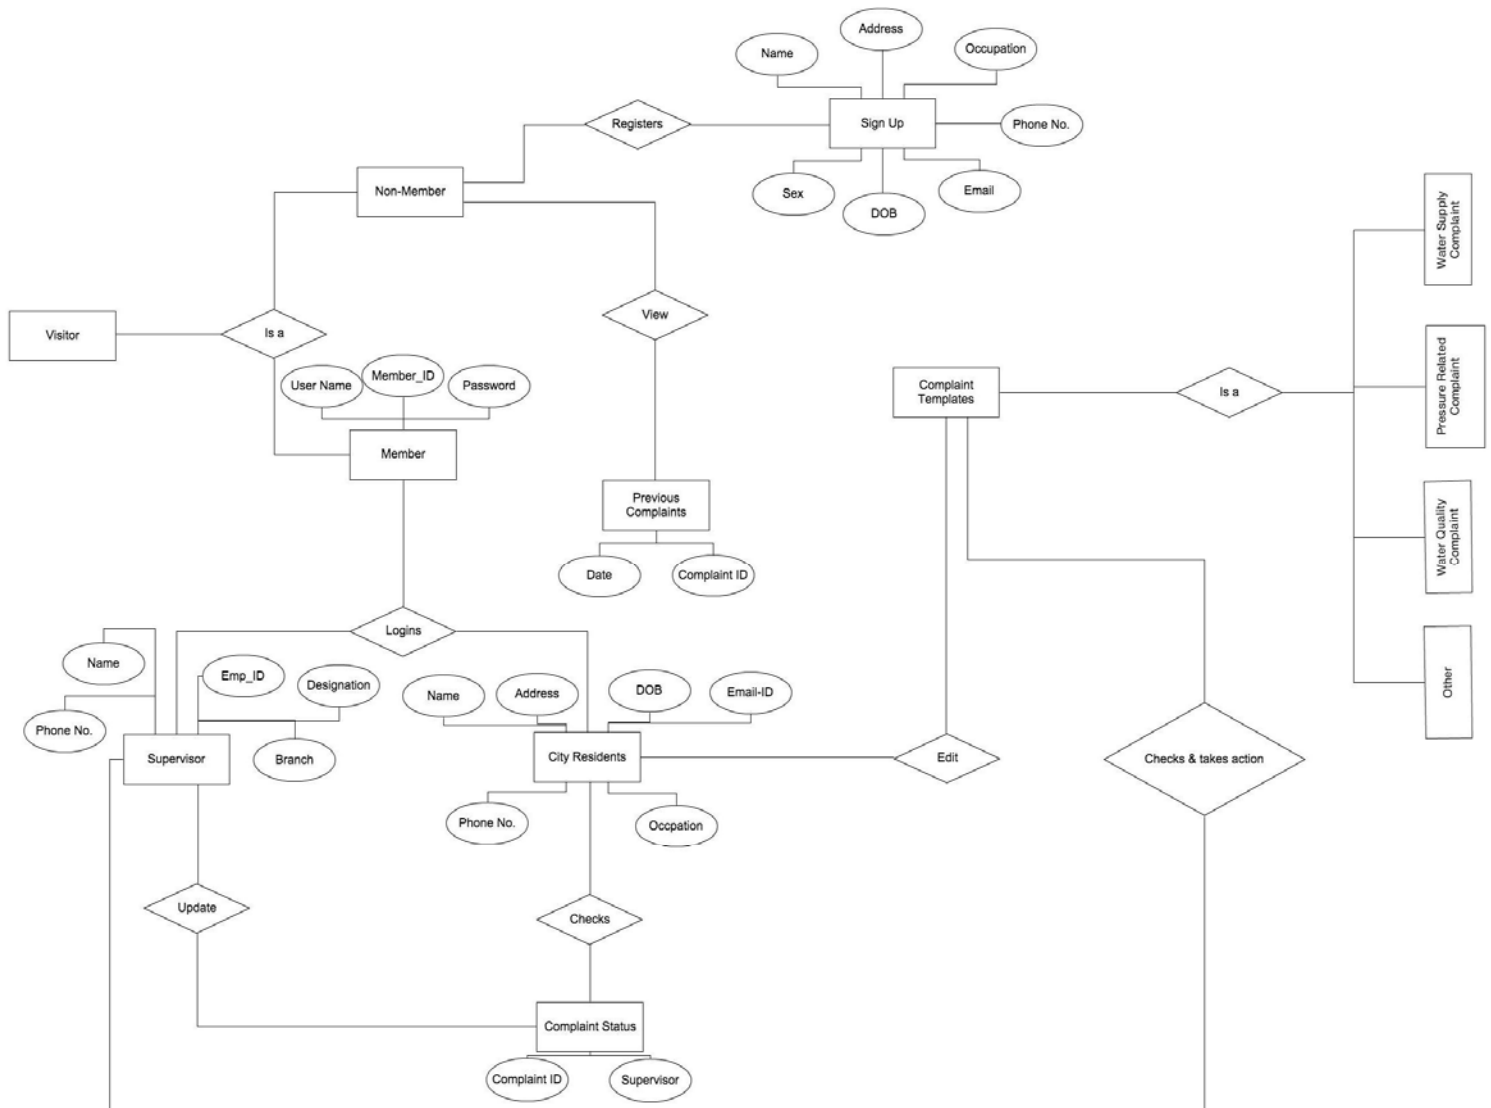 Address
Name
Occupation
Registers
Sign Up
Phone No.
Non-Member
Sex
DOB
Email
Water Supply
Complaint
Visitor
Is a
View
User Name
Member_ID
Password
Complaint
Templates
Is a
Pressure Related
Complaint
Member
Previous
Complaints
Water Quality
Complaint
Date
Complaint ID
Logins
Name
Emp_ID
Designation
Name
Address
DOB
Email-ID
Other
Phone No.
Supervisor
Branch
City Residents
Edit
Checks & takes action
Phone No.
Occpation
Update
Checks
Complaint Status
Complaint ID
Supervisor